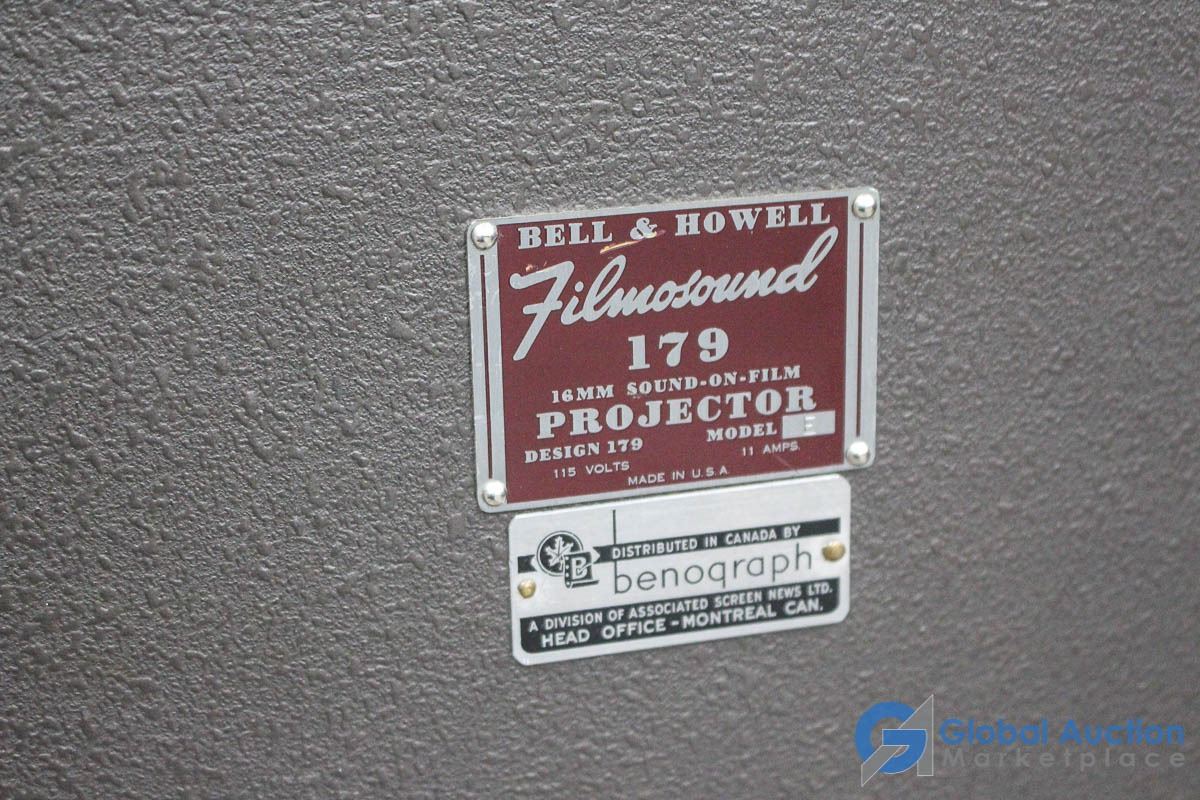 BELL & HOWELL
Filmosound
179
16MM SOUND-ON-FILM
PROJECTOR
DESIGN 179 MODEL E
115 VOLTS 11 AMPS.
MADE IN U.S.A
B
DISTRIBUTED IN CANADA BY
benograph
A DIVISION OF ASSOCIATED SCREEN NEWS LTD.
HEAD OFFICE - MONTREAL CAN.
Global Auction
Marketplace